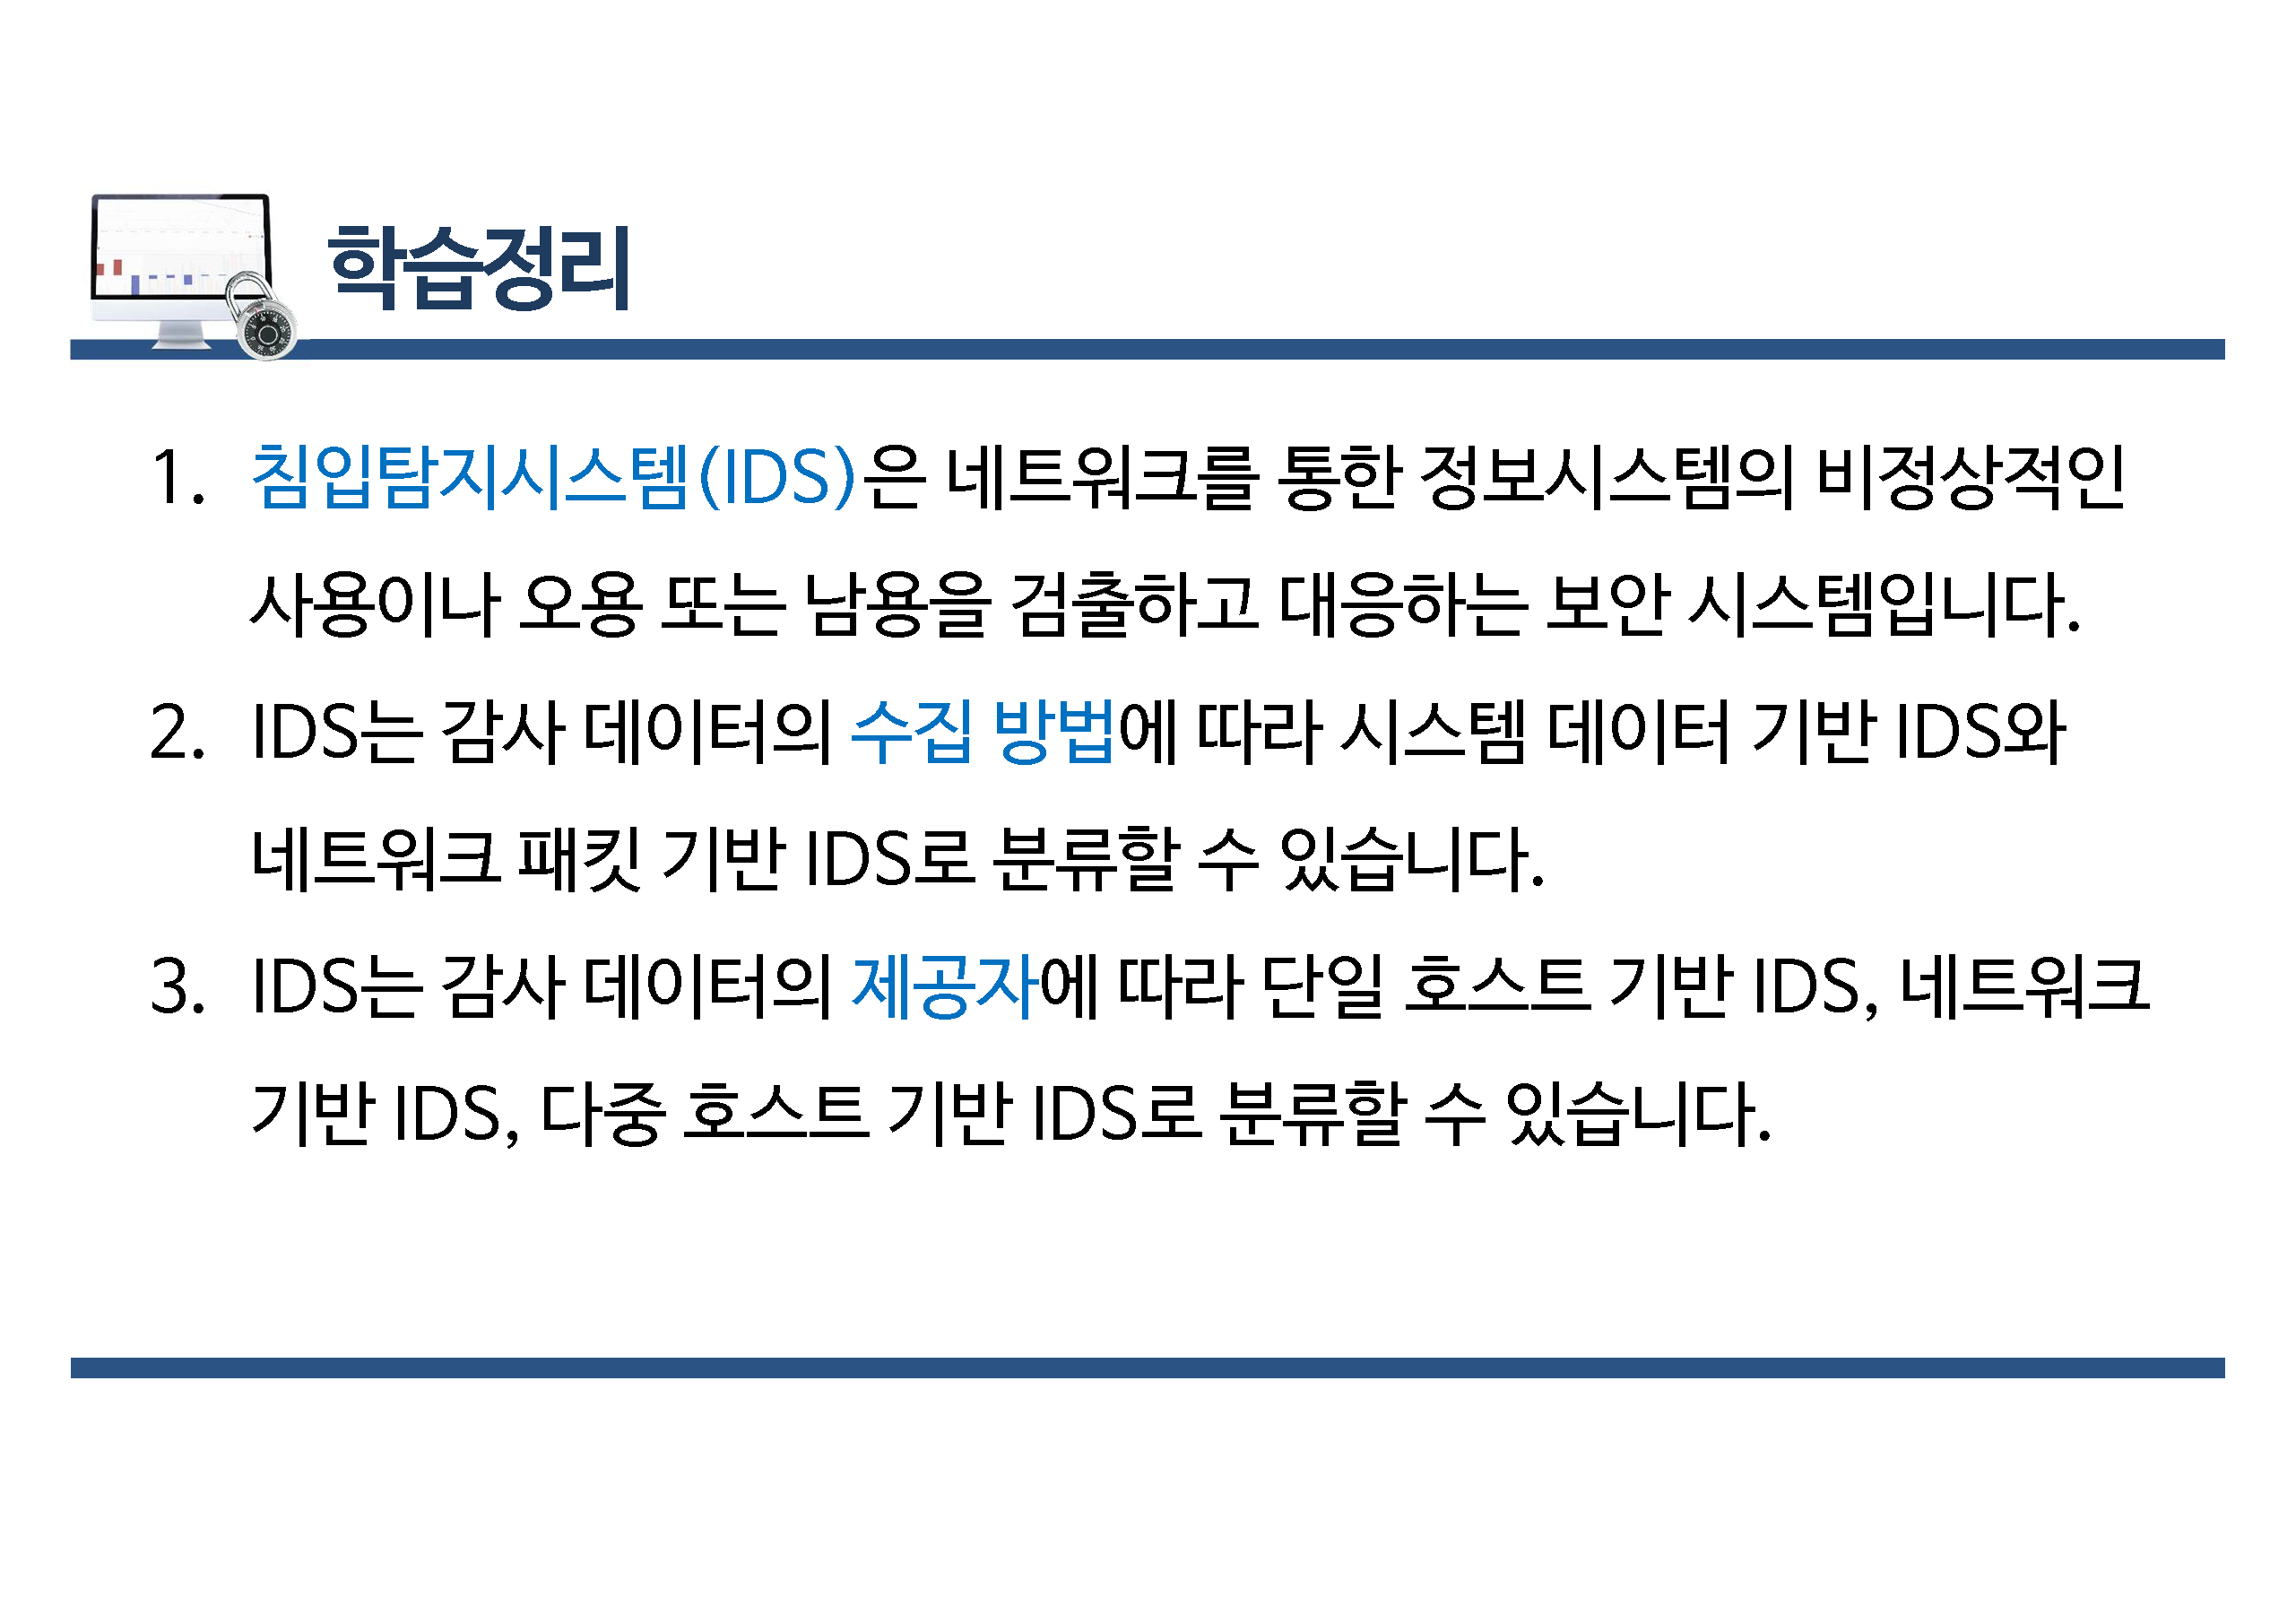 학습정리
1. 침입탐지시스템(IDS)은 네트워크를 통한 정보시스템의 비정상적인
사용이나 오용 또는 남용을 검출하고 대응하는 보안 시스템입니다.
2. IDS는 감사 데이터의 수집 방법에 따라 시스템 데이터 기반 IDS와
네트워크 패킷 기반 IDS로 분류할 수 있습니다.
3. IDS는 감사 데이터의 제공자에 따라 단일 호스트 기반 IDS, 네트워크
기반 IDS, 다중 호스트 기반 IDS로 분류할 수 있습니다.